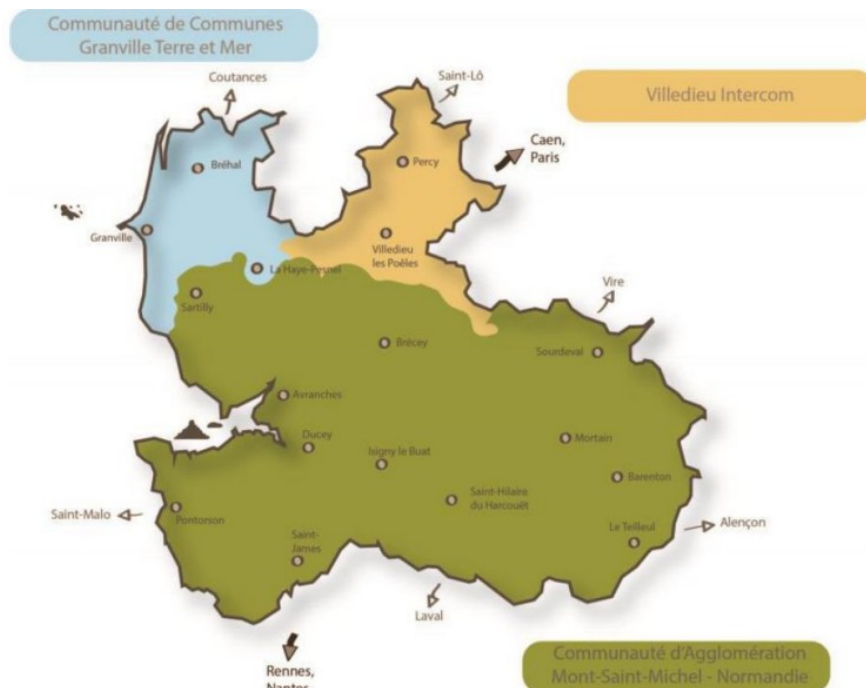 Communauté de Communes
Granville Terre et Mer
Coutances
Saint-Lô
Villedieu Intercom
Caen,
Paris
Bréhal
Percy
Granville
Villedieu
les Poêles
La Haye-Pesnel
Vire
Sartilly
Brécey
Sourdeval
Avranches
Ducey
Mortain
Isigny le Buat
Barenton
Saint-Hilaire
du Harcouët
Saint-Malo
Pontorson
Alençon
Le Teilleul
Saint-
James
Laval
Rennes,
Nantes
Communauté d'Agglomération
Mont-Saint-Michel - Normandie